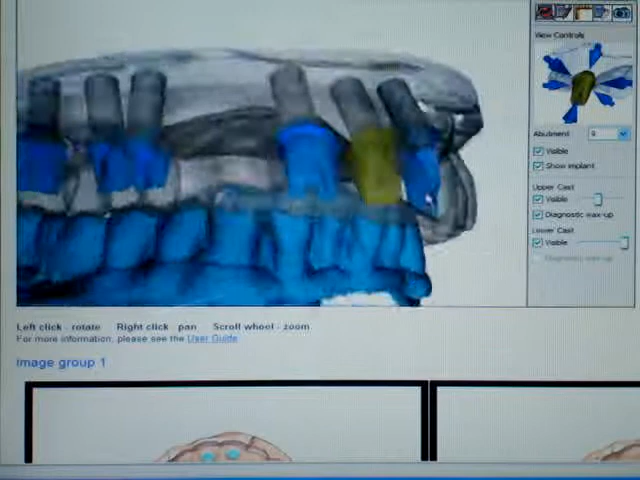 View Controls
Abutment 9
Visible
Show implant
Upper Cast
Visible
Diagnostic wax-up
Lower Cast
Visible
Diagnostic wax-up
Left click - rotate Right click - pan Scroll wheel - zoom
For more information, please see the User Guide
Image group 1